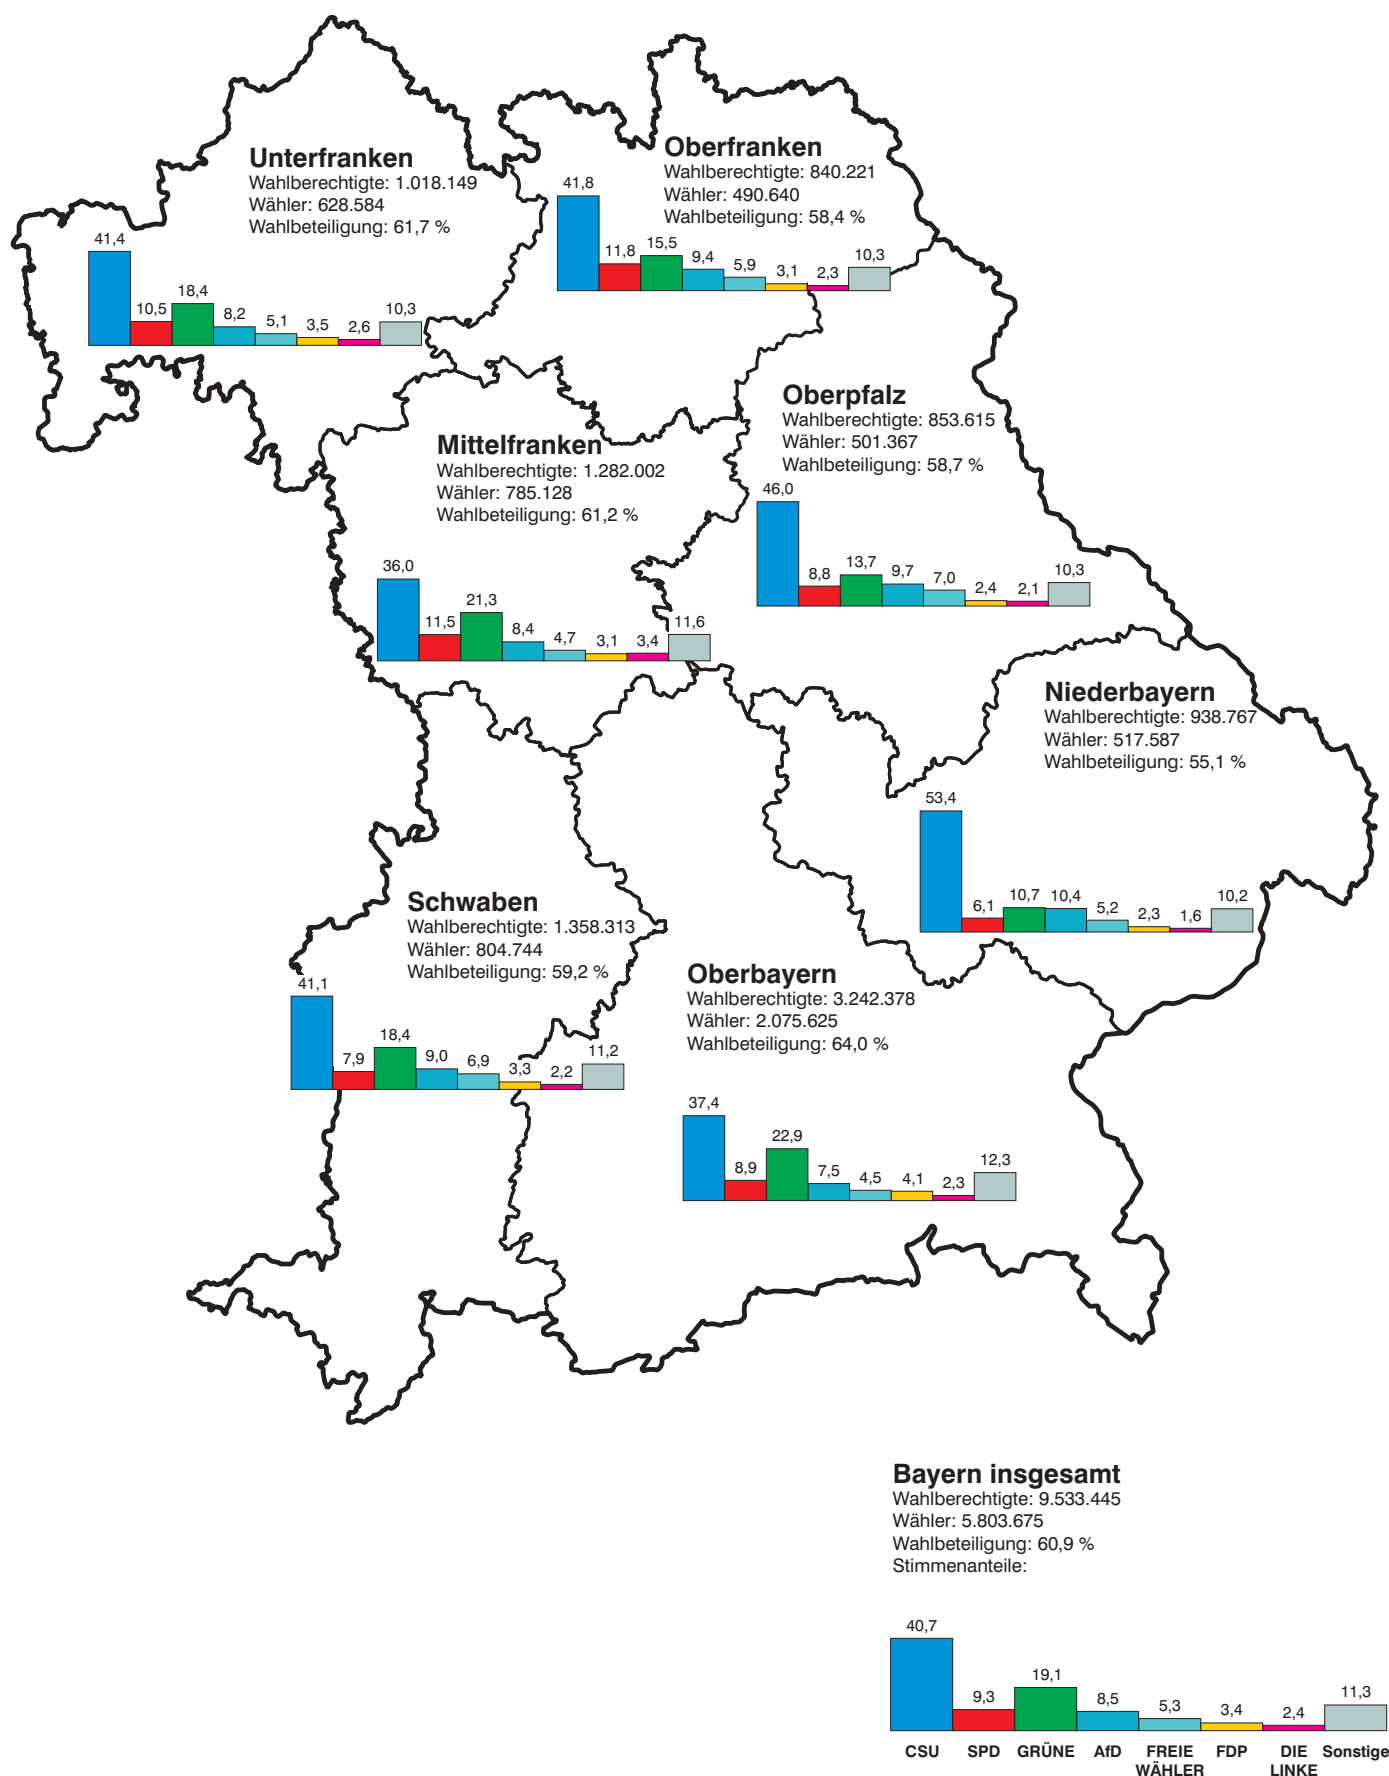 Unterfranken
Wahlberechtigte: 1.018.149
Wähler: 628.584
Wahlbeteiligung: 61,7 %
41,4
10,5
18,4
8,2
5,1
3,5
2,6
10,3
Oberfranken
Wahlberechtigte: 840.221
Wähler: 490.640
Wahlbeteiligung: 58,4 %
41,8
11,8
15,5
9,4
5,9
3,1
2,3
10,3
Mittelfranken
Wahlberechtigte: 1.282.002
Wähler: 785.128
Wahlbeteiligung: 61,2 %
36,0
11,5
21,3
8,4
4,7
3,1
3,4
11,6
Oberpfalz
Wahlberechtigte: 853.615
Wähler: 501.367
Wahlbeteiligung: 58,7 %
46,0
8,8
13,7
9,7
7,0
2,4
2,1
10,3
Niederbayern
Wahlberechtigte: 938.767
Wähler: 517.587
Wahlbeteiligung: 55,1 %
53,4
6,1
10,7
10,4
5,2
2,3
1,6
10,2
Schwaben
Wahlberechtigte: 1.358.313
Wähler: 804.744
Wahlbeteiligung: 59,2 %
41,1
7,9
18,4
9,0
6,9
3,3
2,2
11,2
Oberbayern
Wahlberechtigte: 3.242.378
Wähler: 2.075.625
Wahlbeteiligung: 64,0 %
37,4
8,9
22,9
7,5
4,5
4,1
2,3
12,3
Bayern insgesamt
Wahlberechtigte: 9.533.445
Wähler: 5.803.675
Wahlbeteiligung: 60,9 %
Stimmenanteile:
40,7
9,3
19,1
8,5
5,3
3,4
2,4
11,3
CSU
SPD
GRÜNE
AfD
FREIE
WÄHLER
FDP
DIE
LINKE
Sonstige